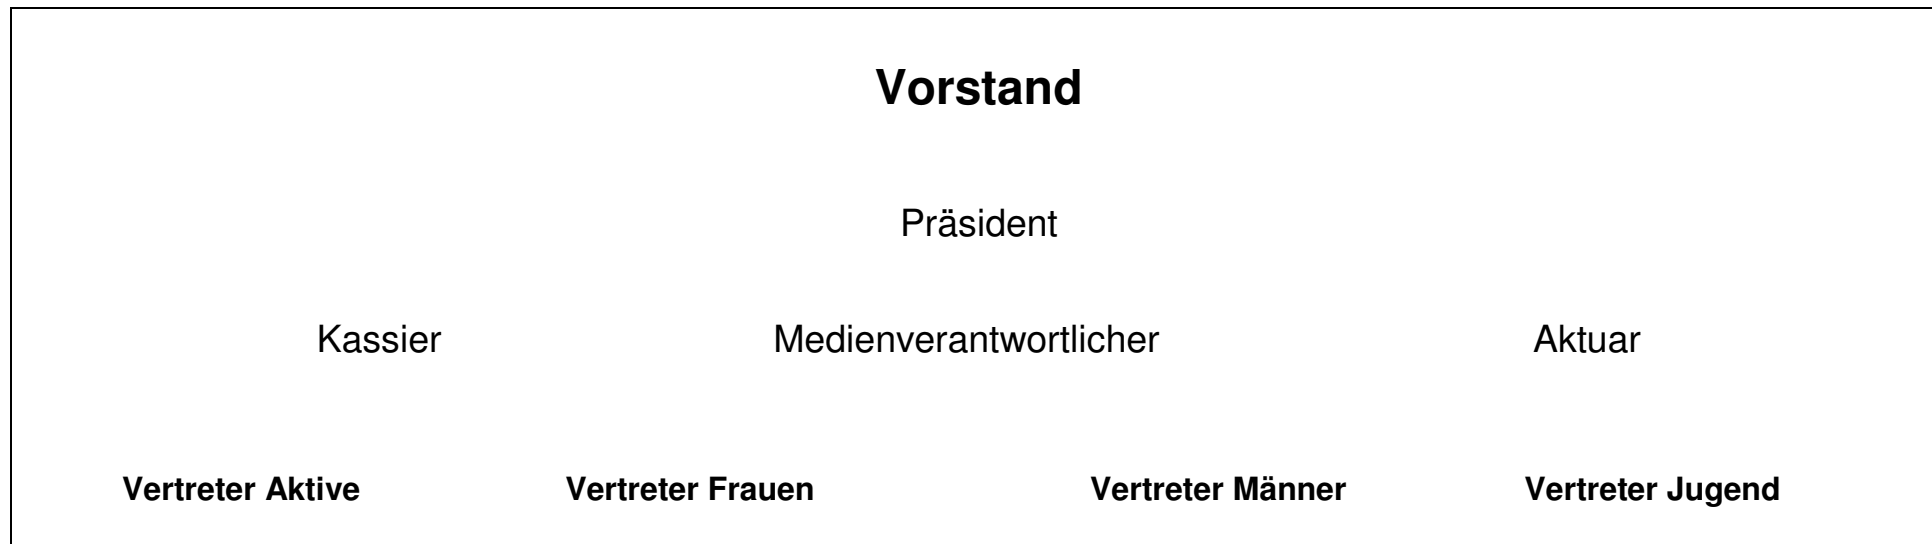 Vorstand
Präsident
Kassier Medienverantwortlicher Aktuar
Vertreter Aktive Vertreter Frauen Vertreter Männer Vertreter Jugend